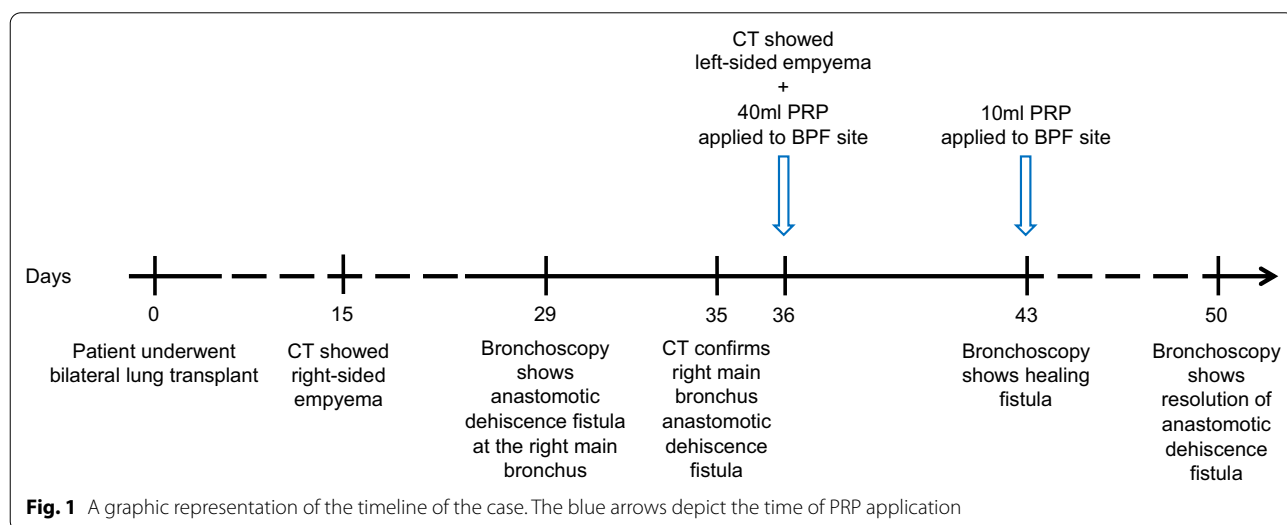 CT showed
left-sided empyema
+
40ml PRP
applied to BPF site
10ml PRP
applied to BPF site
Days
0
15
29
35
36
43
50
Patient underwent
bilateral lung transplant
CT showed
right-sided
empyema
Bronchoscopy
shows
anastomotic
dehiscence fistula
at the right main
bronchus
CT confirms
right main
bronchus
anastomotic
dehiscence
fistula
Bronchoscopy
shows healing
fistula
Bronchoscopy
shows
resolution of
anastomotic
dehiscence
fistula
Fig. 1 A graphic representation of the timeline of the case. The blue arrows depict the time of PRP application